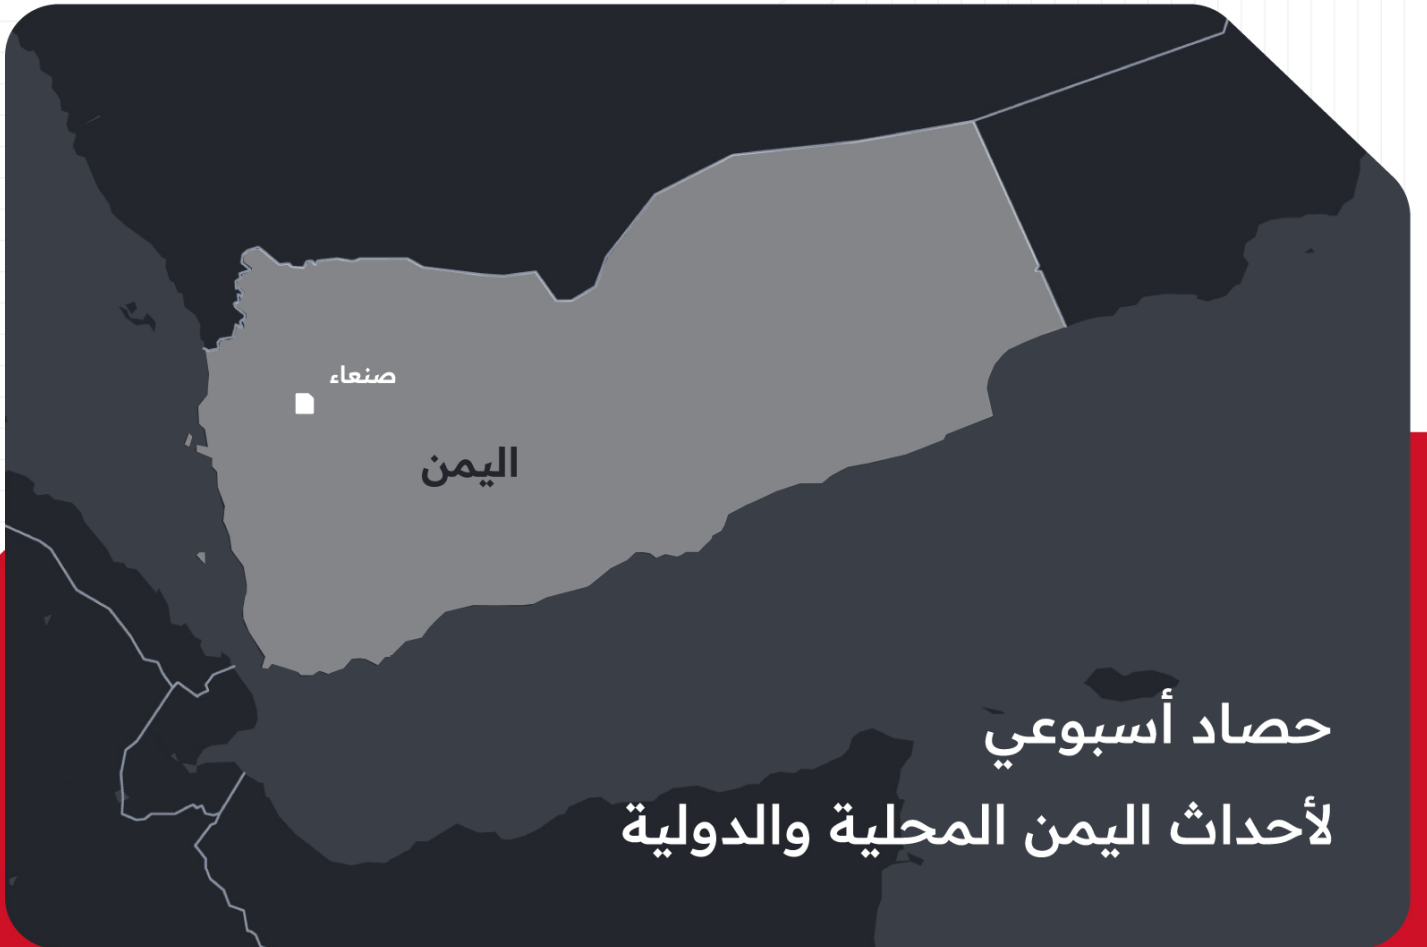 صنعاء
اليمن
حصاد أسبوعي
لأحداث اليمن المحلية والدولية